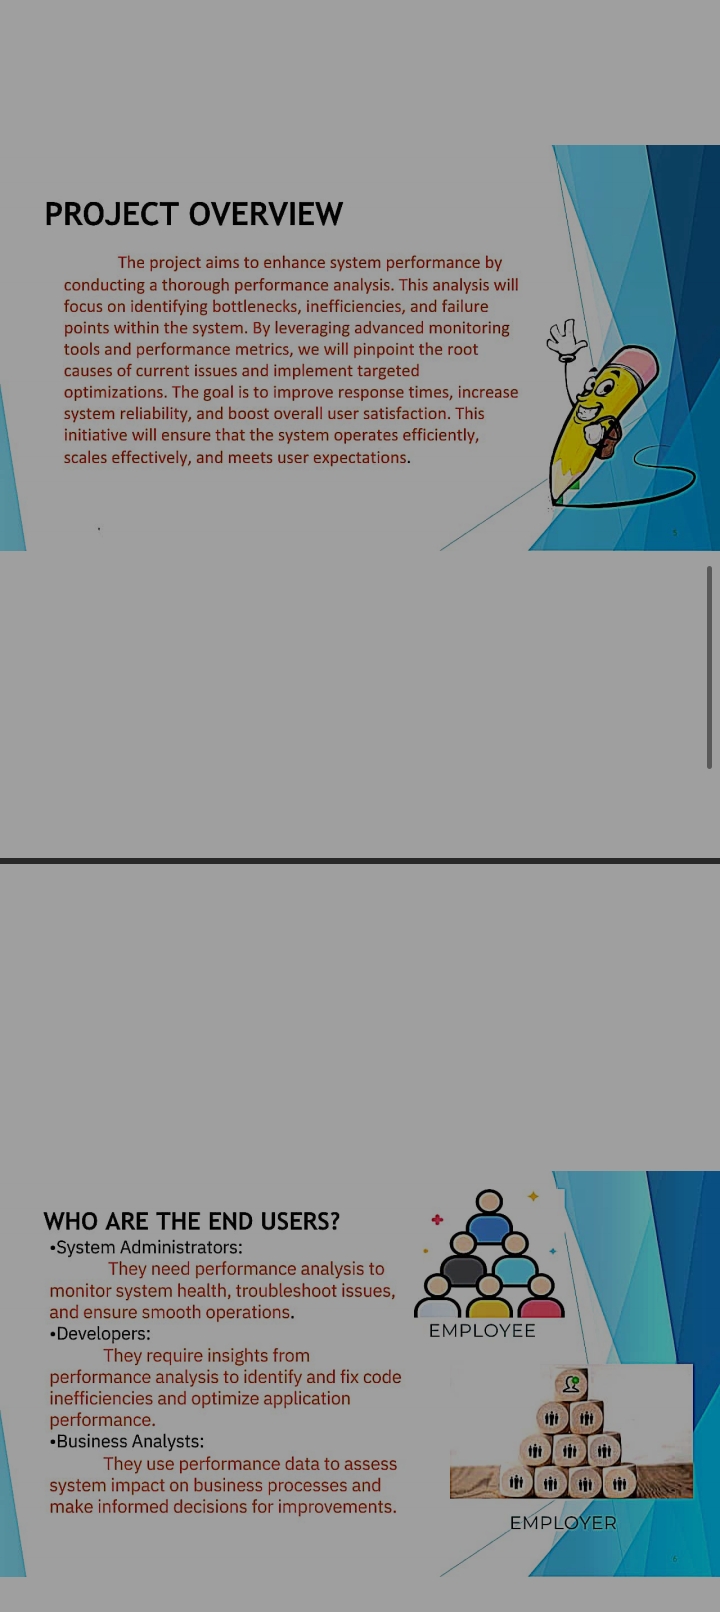 PROJECT OVERVIEW
The project aims to enhance system performance by
conducting a thorough performance analysis. This analysis will
focus on identifying bottlenecks, inefficiencies, and failure
points within the system. By leveraging advanced monitoring
tools and performance metrics, we will pinpoint the root
causes of current issues and implement targeted
optimizations. The goal is to improve response times, increase
system reliability, and boost overall user satisfaction. This
initiative will ensure that the system operates efficiently,
scales effectively, and meets user expectations.
.
5
WHO ARE THE END USERS?
•System Administrators:
They need performance analysis to
monitor system health, troubleshoot issues,
and ensure smooth operations.
•Developers:
They require insights from
performance analysis to identify and fix code
inefficiencies and optimize application
performance.
•Business Analysts:
They use performance data to assess
system impact on business processes and
make informed decisions for improvements.
EMPLOYEE
EMPLOYER
6